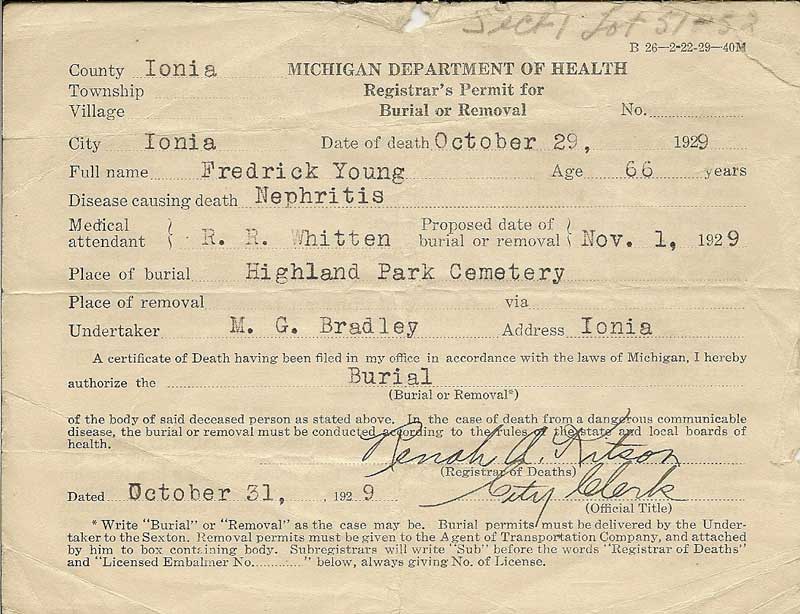 Sect 1 Lot 51-52
B 26—2-22-29—40M
County Ionia MICHIGAN DEPARTMENT OF HEALTH
Township Registrar's Permit for
Village Burial or Removal No.
City Ionia Date of death October 29, 1929
Full name Fredrick Young Age 66 years
Disease causing death Nephritis
Medical attendant R. R. Whitten Proposed date of burial or removal Nov. 1, 1929
Place of burial Highland Park Cemetery
Place of removal via
Undertaker M. G. Bradley Address Ionia
A certificate of Death having been filed in my office in accordance with the laws of Michigan, I hereby
authorize the Burial
(Burial or Removal*)
of the body of said deceased person as stated above. In the case of death from a dangerous communicable
disease, the burial or removal must be conducted according to the rules of the state and local boards of
health.
A.
(Registrar of Deaths)
City Clerk
Dated October 31, 1929
(Official Title)
* Write "Burial" or "Removal" as the case may be. Burial permits must be delivered by the Under-
taker to the Sexton. Removal permits must be given to the Agent of Transportation Company, and attached
by him to box containing body. Subregistrars will write "Sub" before the words "Registrar of Deaths"
and "Licensed Embalmer No............" below, always giving No. of License.